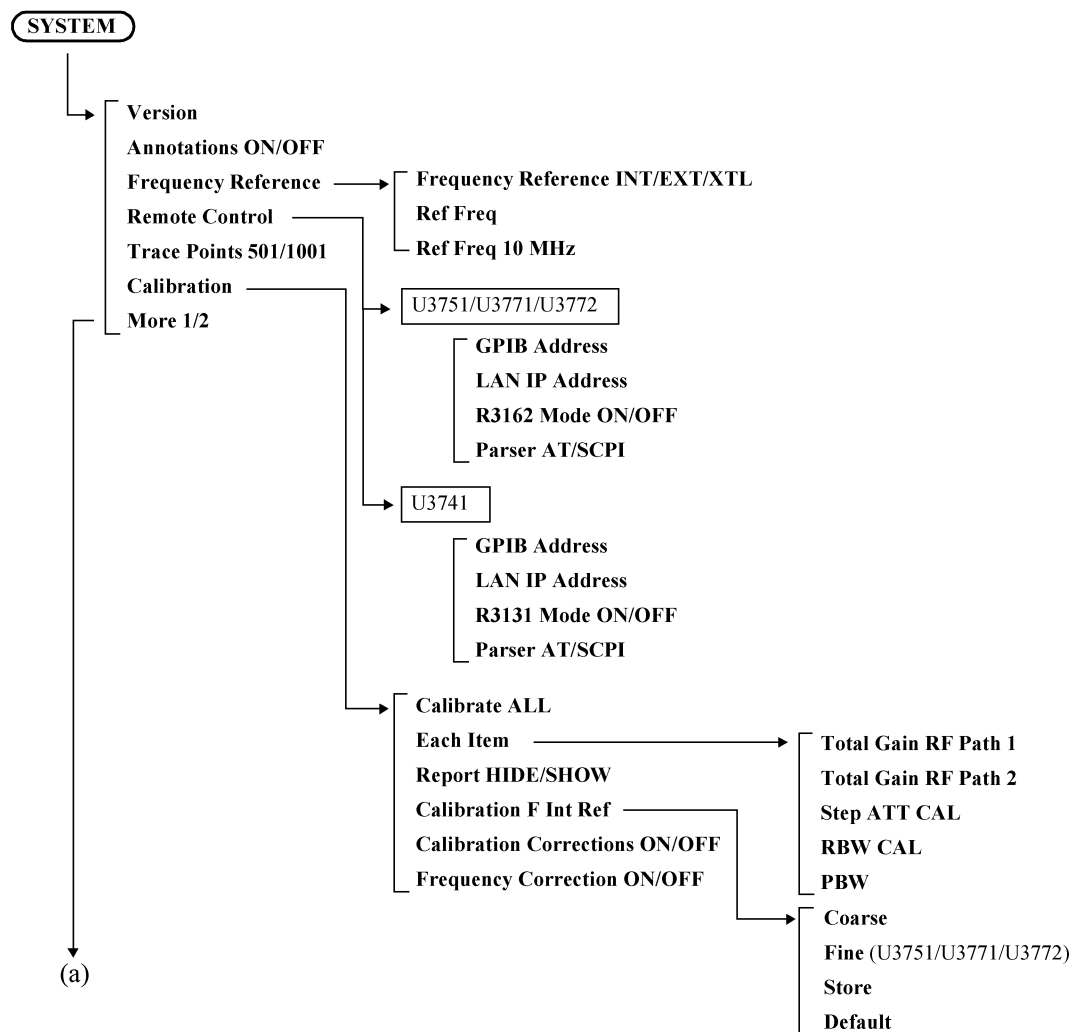 SYSTEM
Version
Annotations ON/OFF
Frequency Reference
Remote Control
Trace Points 501/1001
Calibration
More 1/2
Frequency Reference INT/EXT/XTL
Ref Freq
Ref Freq 10 MHz
U3751/U3771/U3772
GPIB Address
LAN IP Address
R3162 Mode ON/OFF
Parser AT/SCPI
U3741
GPIB Address
LAN IP Address
R3131 Mode ON/OFF
Parser AT/SCPI
Calibrate ALL
Each Item
Report HIDE/SHOW
Calibration F Int Ref
Calibration Corrections ON/OFF
Frequency Correction ON/OFF
Total Gain RF Path 1
Total Gain RF Path 2
Step ATT CAL
RBW CAL
PBW
Coarse
Fine (U3751/U3771/U3772)
Store
Default
(a)